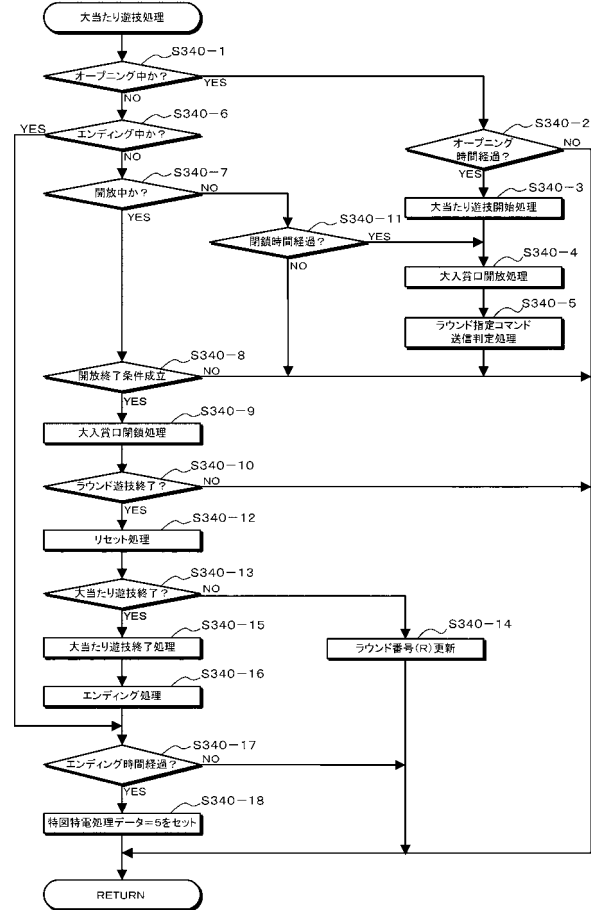 大当たり遊技処理
S340-1
オープニング中か?
YES
NO
S340-6
YES
エンディング中か?
NO
S340-2
オープニング
時間経過?
NO
YES
S340-7
開放中か?
NO
YES
S340-3
大当たり遊技開始処理
S340-11
閉鎖時間経過?
YES
NO
S340-4
大入賞口開放処理
S340-5
ラウンド指定コマンド
送信判定処理
S340-8
開放終了条件成立
NO
YES
S340-9
大入賞口閉鎖処理
S340-10
ラウンド遊技終了?
NO
YES
S340-12
リセット処理
S340-13
大当たり遊技終了?
NO
YES
S340-14
ラウンド番号(R)更新
S340-15
大当たり遊技終了処理
S340-16
エンディング処理
S340-17
エンディング時間経過?
NO
YES
S340-18
特図特電処理データ=5をセット
RETURN